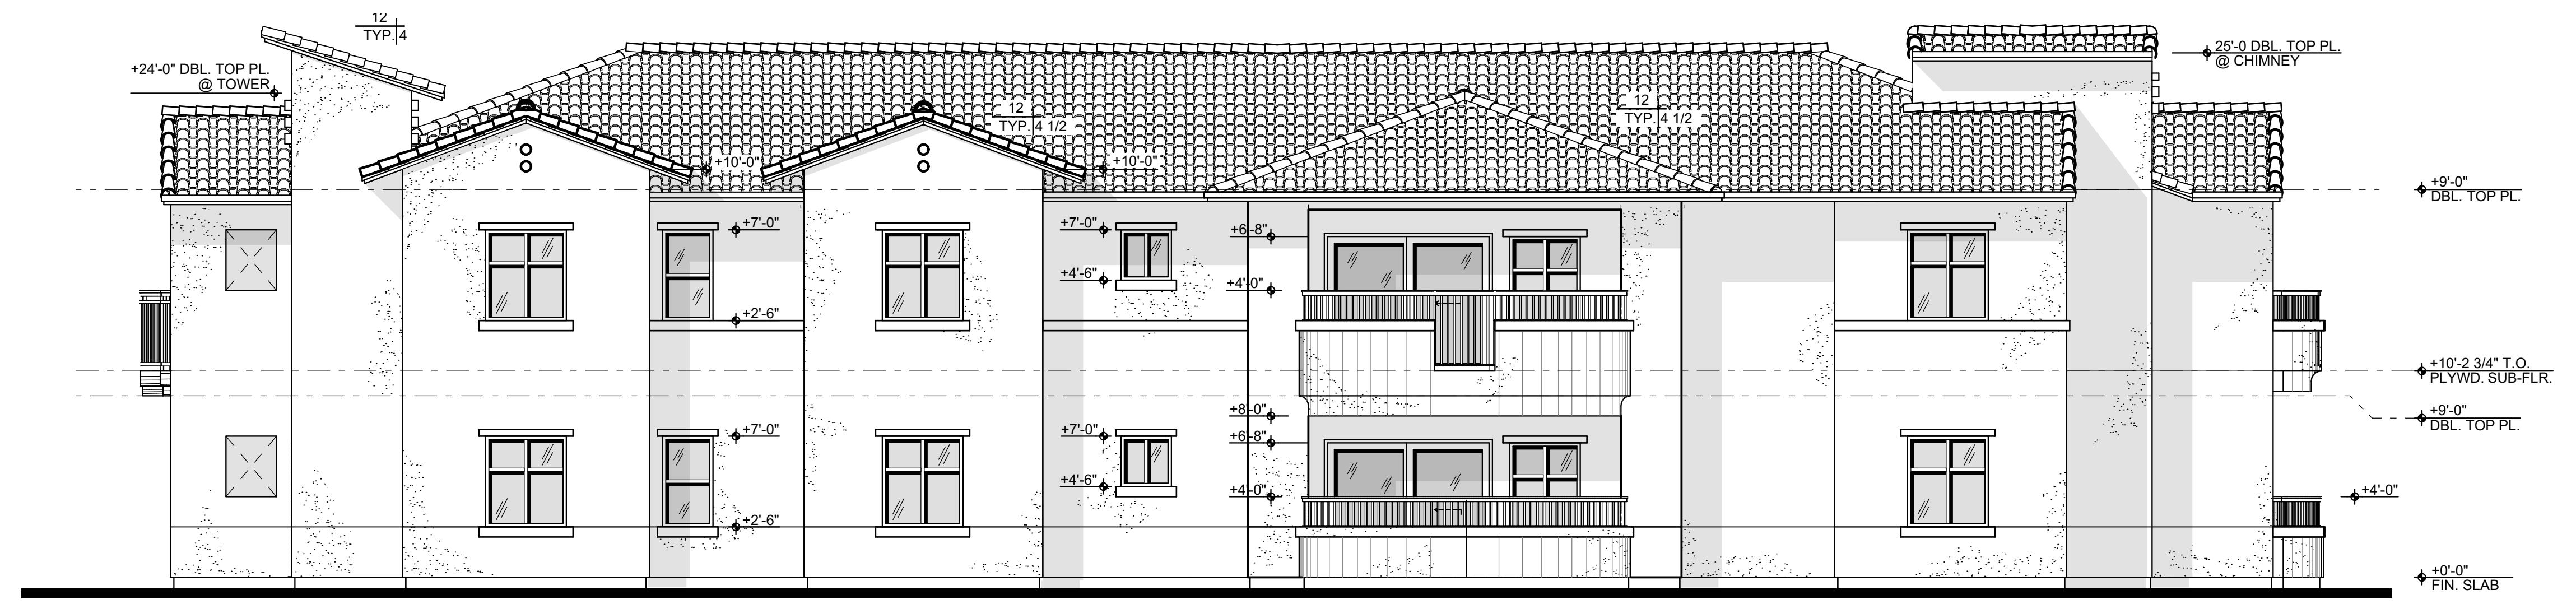 12
TYP. 4
+24'-0" DBL. TOP PL.
@ TOWER
25'-0 DBL. TOP PL.
@ CHIMNEY
12
TYP. 4 1/2
12
TYP. 4 1/2
+10'-0"
+10'-0"
+9'-0"
DBL. TOP PL.
+7'-0"
+7'-0"
+6'-8"
+4'-6"
+4'-0"
+2'-6"
+10'-2 3/4" T.O.
PLYWD. SUB-FLR.
+8'-0"
+9'-0"
DBL. TOP PL.
+7'-0"
+7'-0"
+6'-8"
+4'-6"
+4'-0"
+4'-0"
+2'-6"
+0'-0"
FIN. SLAB